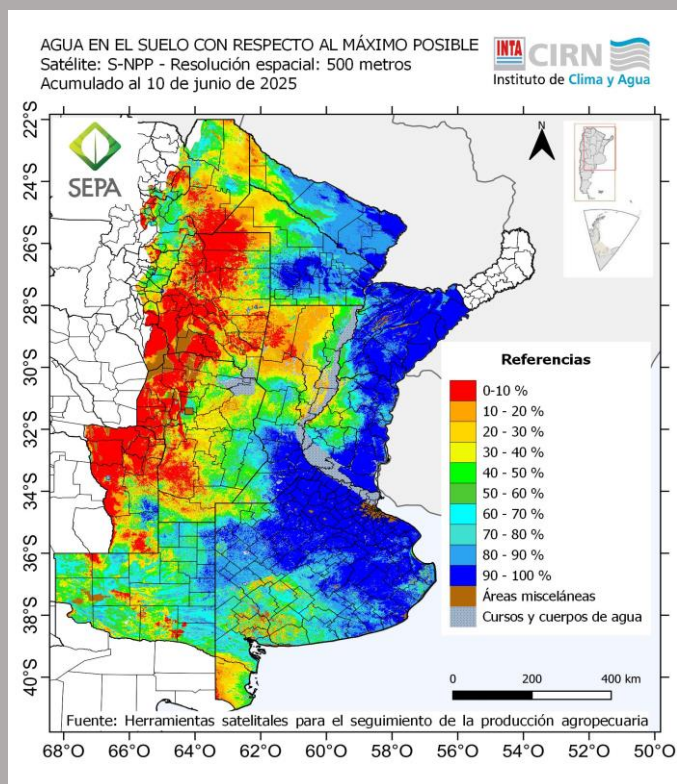 AGUA EN EL SUELO CON RESPECTO AL MÁXIMO POSIBLE
Satélite: S-NPP - Resolución espacial: 500 metros
Acumulado al 10 de junio de 2025
INTA CIRN
Instituto de Clima y Agua
SEPA
N
22°S
24°S
26°S
28°S
30°S
32°S
34°S
36°S
38°S
40°S
Referencias
0-10 %
10 - 20 %
20 - 30 %
30 - 40 %
40 - 50 %
50 - 60 %
60 - 70 %
70 - 80 %
80 - 90 %
90 - 100 %
Áreas misceláneas
Cursos y cuerpos de agua
0 200 400 km
Fuente: Herramientas satelitales para el seguimiento de la producción agropecuaria
68°O 66°O 64°O 62°O 60°O 58°O 56°O 54°O 52°O 50°O